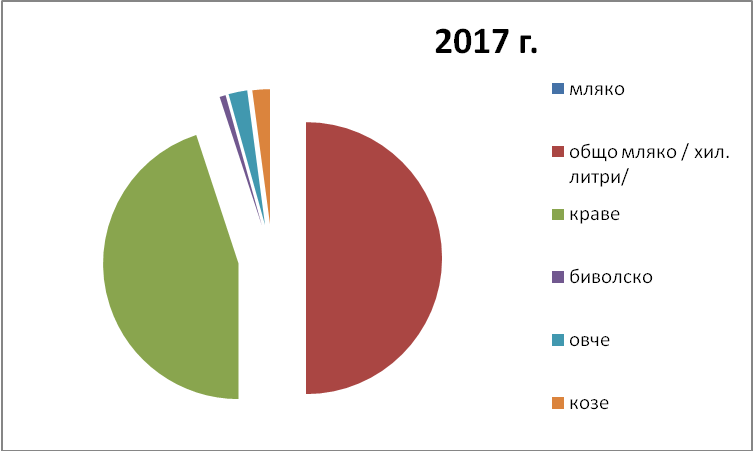 2017 г.
мляко
общо мляко / хил.
литри/
краве
биволско
овче
козе